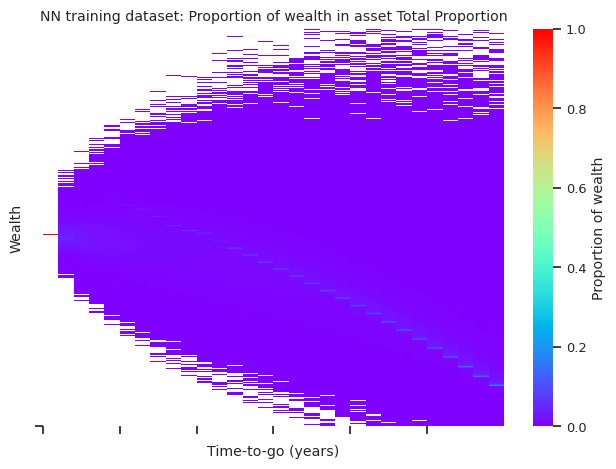 NN training dataset: Proportion of wealth in asset Total Proportion
Wealth
Time-to-go (years)
1.0
0.8
0.6
0.4
0.2
0.0
Proportion of wealth